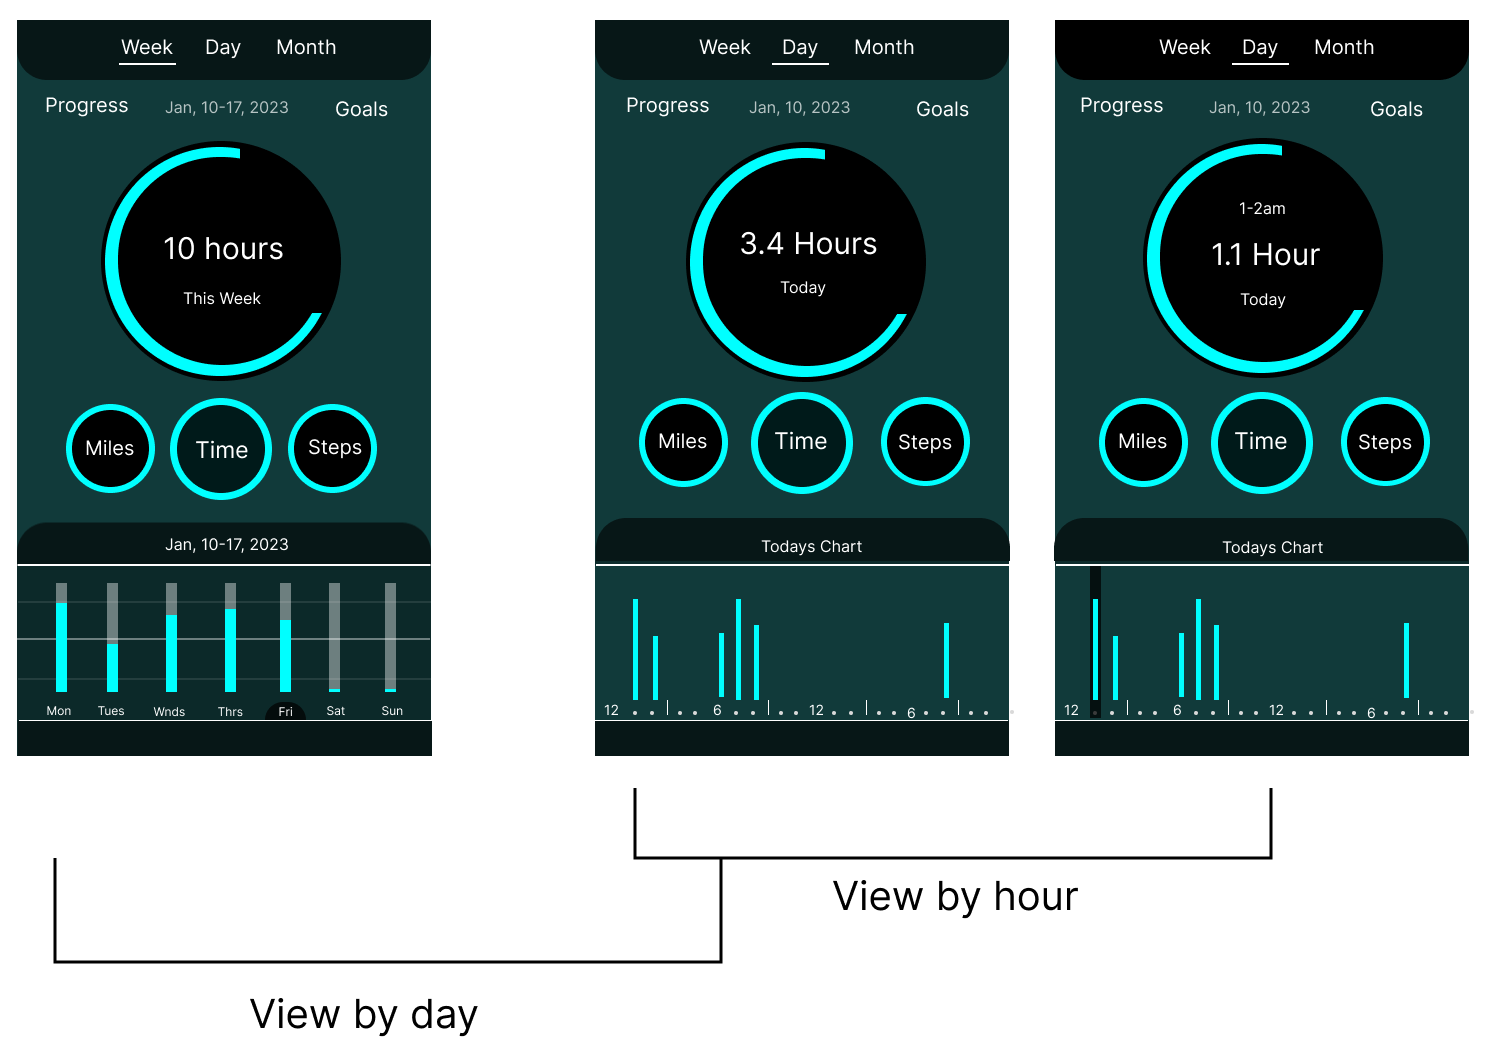 Week Day Month
Progress Jan, 10-17, 2023 Goals
10 hours
This Week
Miles Time Steps
Jan, 10-17, 2023
Mon Tues Wnds Thrs Fri Sat Sun
Week Day Month
Progress Jan, 10, 2023 Goals
3.4 Hours
Today
Miles Time Steps
Todays Chart
12 6 12 6
Week Day Month
Progress Jan, 10, 2023 Goals
1-2am
1.1 Hour
Today
Miles Time Steps
Todays Chart
12 6 12 6
View by hour
View by day